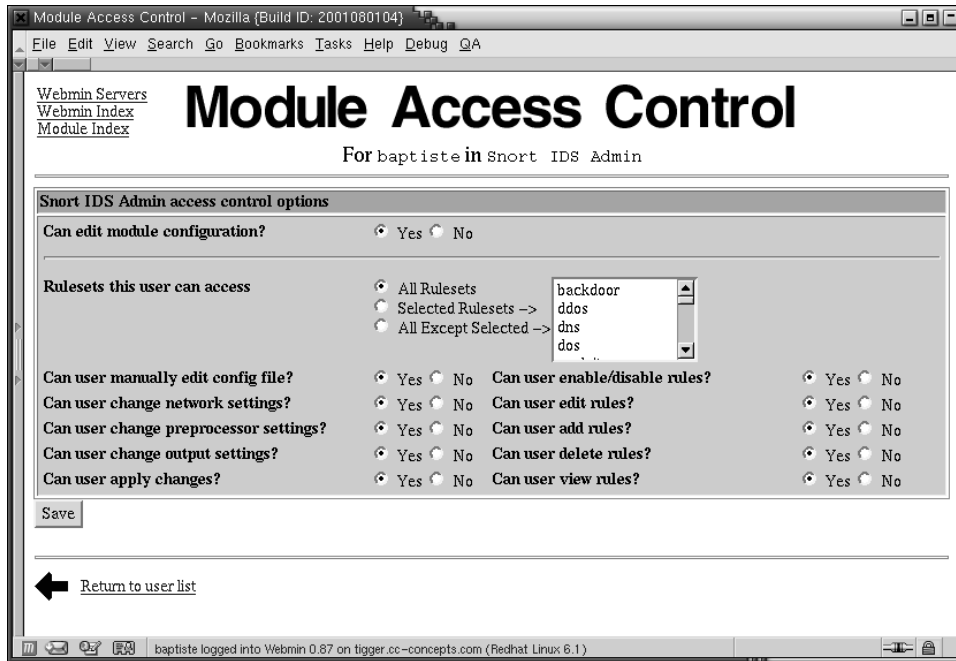 Module Access Control - Mozilla {Build ID: 2001080104}
File Edit View Search Go Bookmarks Tasks Help Debug QA
Webmin Servers
Webmin Index
Module Index
Module Access Control
For baptiste in Snort IDS Admin
Snort IDS Admin access control options
Can edit module configuration? Yes No
Rulesets this user can access
All Rulesets
Selected Rulesets ->
All Except Selected ->
backdoor
ddos
dns
dos
Can user manually edit config file? Yes No Can user enable/disable rules? Yes No
Can user change network settings? Yes No Can user edit rules? Yes No
Can user change preprocessor settings? Yes No Can user add rules? Yes No
Can user change output settings? Yes No Can user delete rules? Yes No
Can user apply changes? Yes No Can user view rules? Yes No
Save
Return to user list
baptiste logged into Webmin 0.87 on tigger.cc-concepts.com (Redhat Linux 6.1)